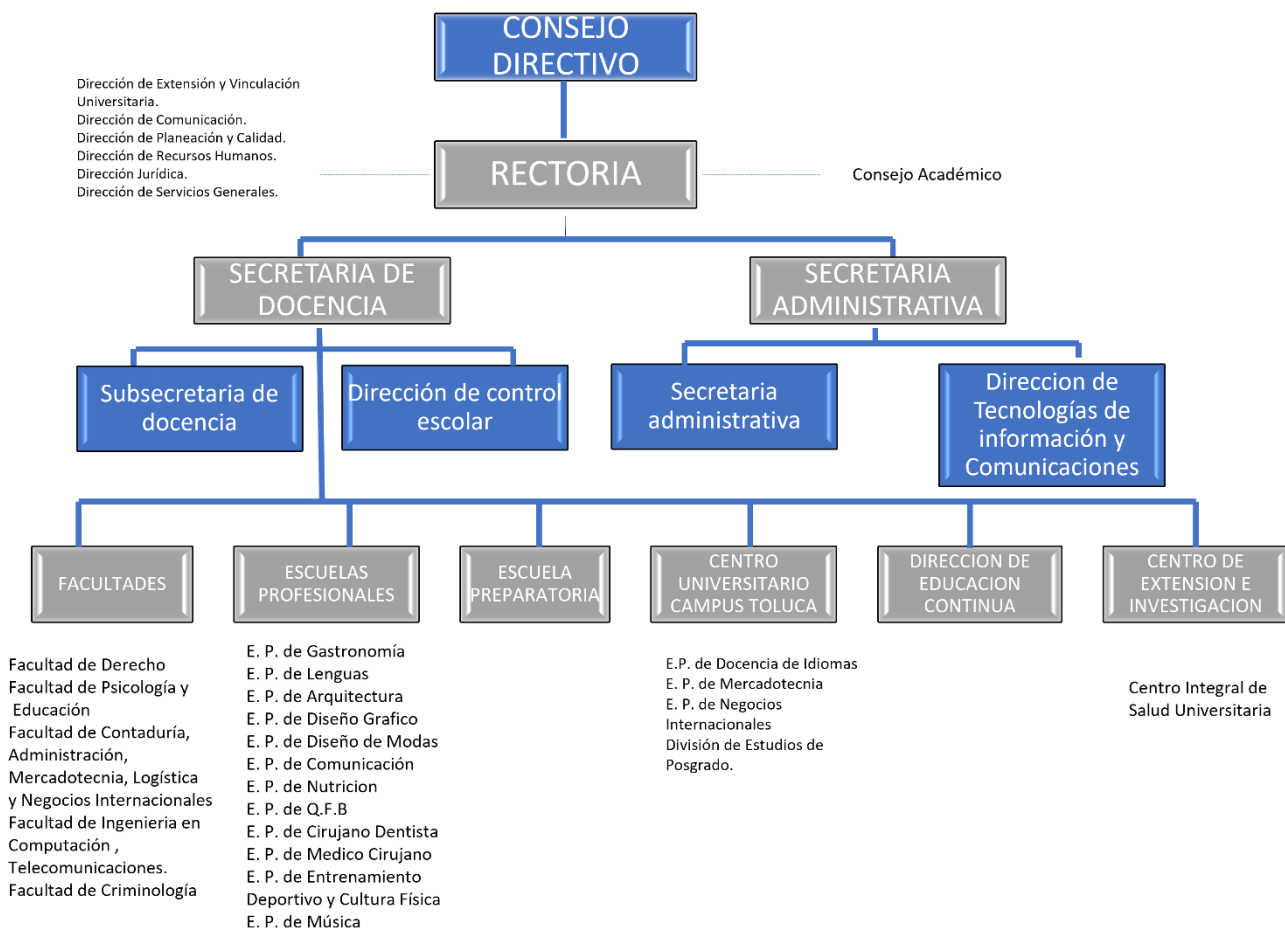 CONSEJO
DIRECTIVO
Dirección de Extensión y Vinculación
Universitaria.
Dirección de Comunicación.
Dirección de Planeación y Calidad.
Dirección de Recursos Humanos.
Dirección Jurídica.
Dirección de Servicios Generales.
RECTORIA
Consejo Académico
SECRETARIA DE
DOCENCIA
SECRETARIA
ADMINISTRATIVA
Subsecretaria de
docencia
Dirección de control
escolar
Secretaria
administrativa
Direccion de
Tecnologías de
información y
Comunicaciones
FACULTADES
ESCUELAS
PROFESIONALES
ESCUELA
PREPARATORIA
CENTRO
UNIVERSITARIO
CAMPUS TOLUCA
DIRECCION DE
EDUCACION
CONTINUA
CENTRO DE
EXTENSION E
INVESTIGACION
Facultad de Derecho
Facultad de Psicología y
Educación
Facultad de Contaduría,
Administración,
Mercadotecnia, Logística
y Negocios Internacionales
Facultad de Ingenieria en
Computación ,
Telecomunicaciones.
Facultad de Criminología
E. P. de Gastronomía
E. P. de Lenguas
E. P. de Arquitectura
E. P. de Diseño Grafico
E. P. de Diseño de Modas
E. P. de Comunicación
E. P. de Nutricion
E. P. de Q.F.B
E. P. de Cirujano Dentista
E. P. de Medico Cirujano
E. P. de Entrenamiento
Deportivo y Cultura Física
E. P. de Música
E.P. de Docencia de Idiomas
E. P. de Mercadotecnia
E. P. de Negocios
Internacionales
División de Estudios de
Posgrado.
Centro Integral de
Salud Universitaria